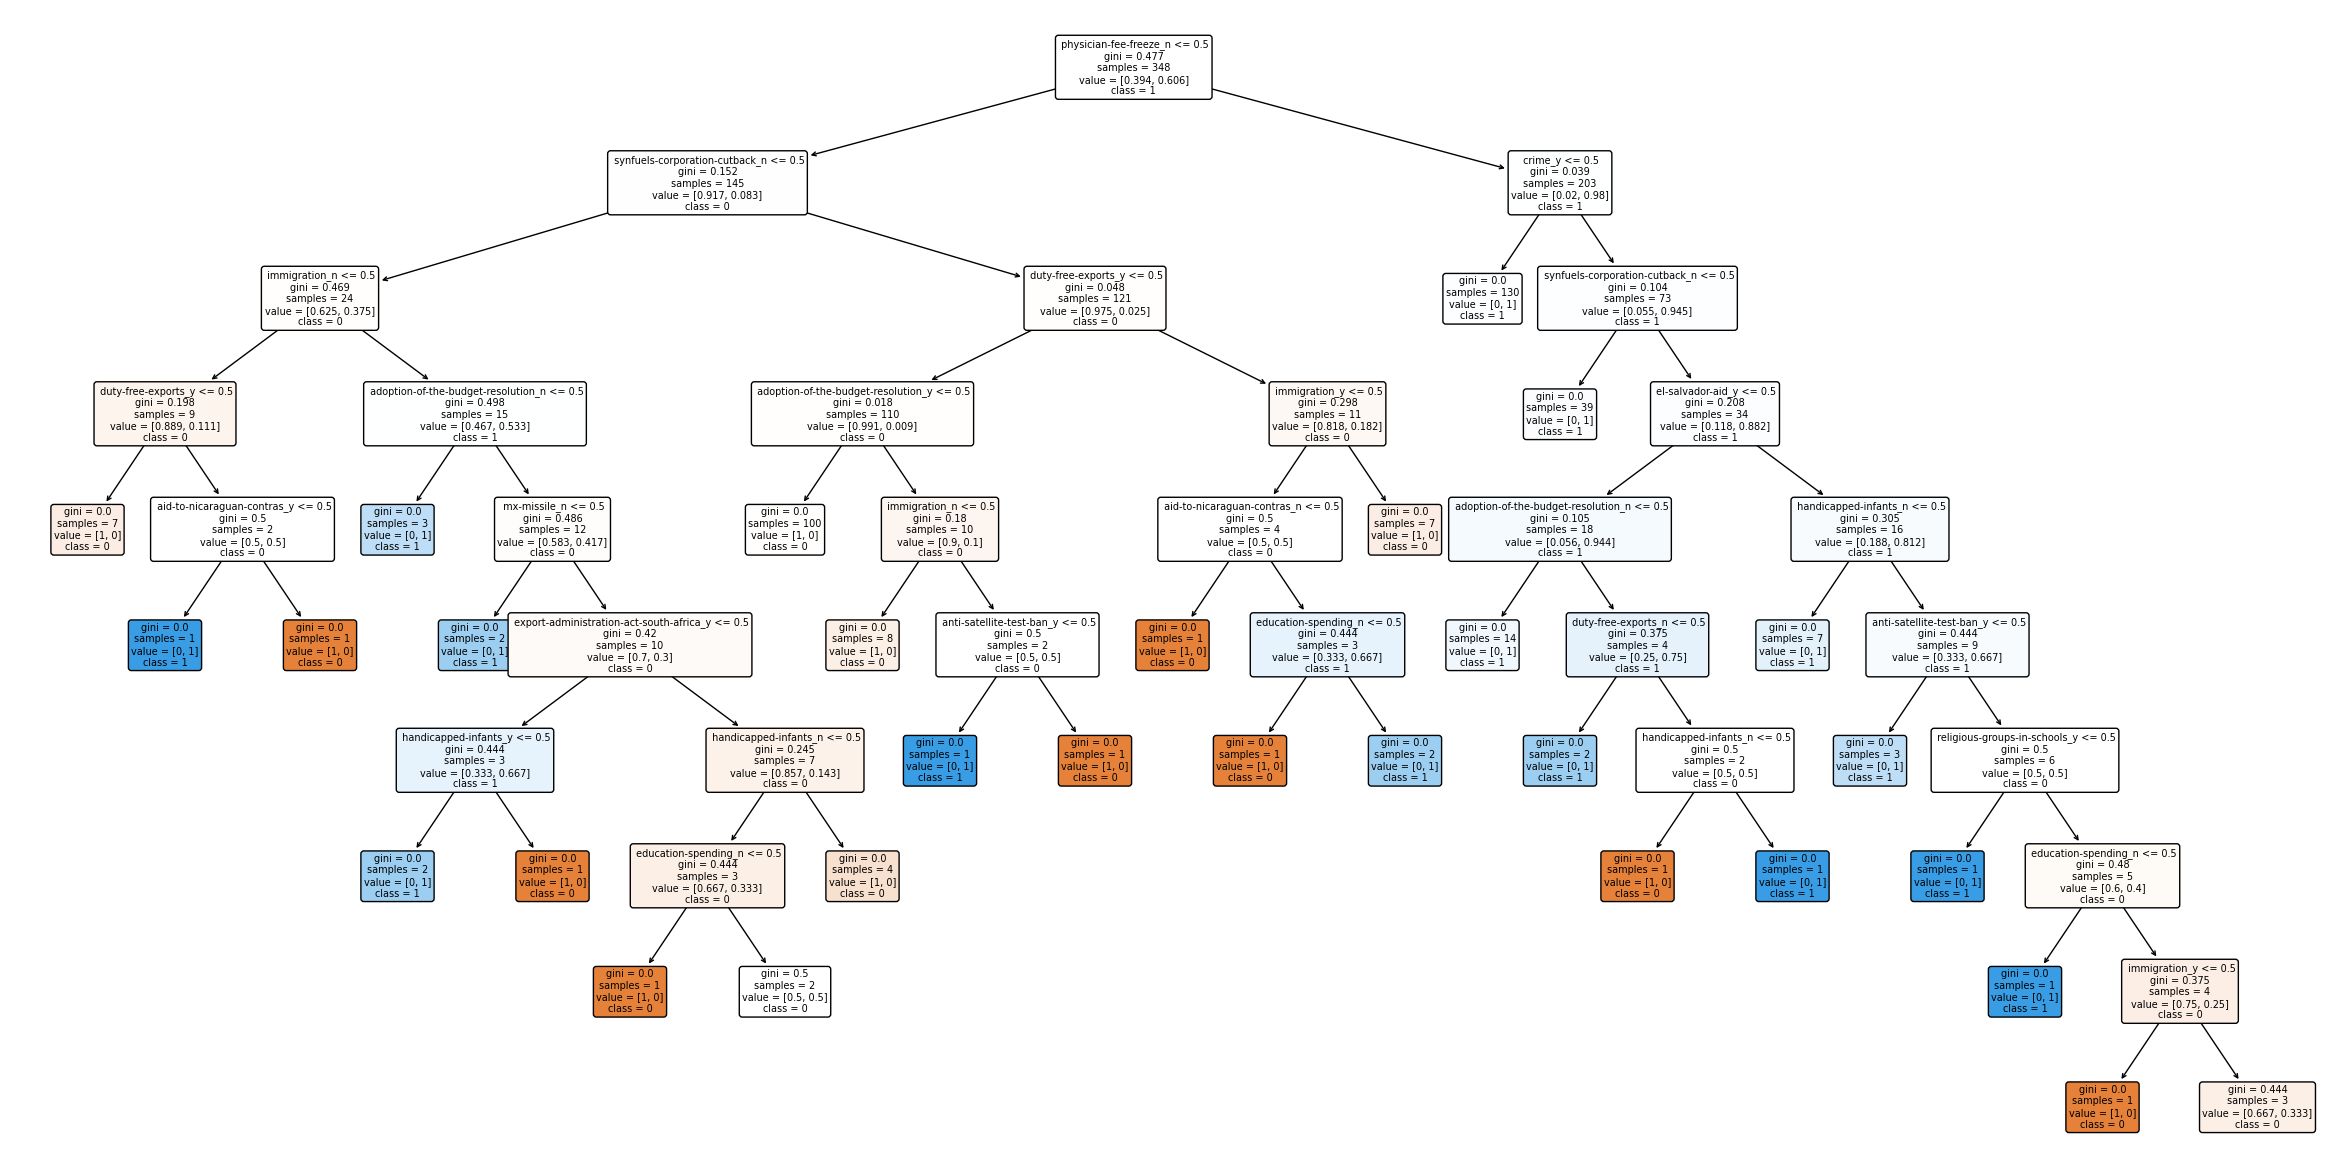 physician-fee-freeze_n <= 0.5
gini = 0.477
samples = 348
value = [0.394, 0.606]
class = 1
synfuels-corporation-cutback_n <= 0.5
gini = 0.152
samples = 145
value = [0.917, 0.083]
class = 0
crime_y <= 0.5
gini = 0.039
samples = 203
value = [0.02, 0.98]
class = 1
immigration_n <= 0.5
gini = 0.469
samples = 24
value = [0.625, 0.375]
class = 0
duty-free-exports_y <= 0.5
gini = 0.048
samples = 121
value = [0.975, 0.025]
class = 0
gini = 0.0
samples = 130
value = [0, 1]
class = 1
synfuels-corporation-cutback_n <= 0.5
gini = 0.104
samples = 73
value = [0.055, 0.945]
class = 1
duty-free-exports_y <= 0.5
gini = 0.198
samples = 9
value = [0.889, 0.111]
class = 0
adoption-of-the-budget-resolution_n <= 0.5
gini = 0.498
samples = 15
value = [0.467, 0.533]
class = 1
adoption-of-the-budget-resolution_y <= 0.5
gini = 0.018
samples = 110
value = [0.991, 0.009]
class = 0
immigration_y <= 0.5
gini = 0.298
samples = 11
value = [0.818, 0.182]
class = 0
gini = 0.0
samples = 39
value = [0, 1]
class = 1
el-salvador-aid_y <= 0.5
gini = 0.208
samples = 34
value = [0.118, 0.882]
class = 1
gini = 0.0
samples = 7
value = [1, 0]
class = 0
aid-to-nicaraguan-contras_y <= 0.5
gini = 0.5
samples = 2
value = [0.5, 0.5]
class = 0
gini = 0.0
samples = 3
value = [0, 1]
class = 1
mx-missile_n <= 0.5
gini = 0.486
samples = 12
value = [0.583, 0.417]
class = 0
gini = 0.0
samples = 100
value = [1, 0]
class = 0
immigration_n <= 0.5
gini = 0.18
samples = 10
value = [0.9, 0.1]
class = 0
aid-to-nicaraguan-contras_n <= 0.5
gini = 0.5
samples = 4
value = [0.5, 0.5]
class = 0
gini = 0.0
samples = 7
value = [1, 0]
class = 0
adoption-of-the-budget-resolution_n <= 0.5
gini = 0.105
samples = 18
value = [0.056, 0.944]
class = 1
handicapped-infants_n <= 0.5
gini = 0.305
samples = 16
value = [0.188, 0.812]
class = 1
gini = 0.0
samples = 1
value = [0, 1]
class = 1
gini = 0.0
samples = 1
value = [1, 0]
class = 0
gini = 0.0
samples = 2
value = [0, 1]
class = 1
export-administration-act-south-africa_y <= 0.5
gini = 0.42
samples = 10
value = [0.7, 0.3]
class = 0
gini = 0.0
samples = 8
value = [1, 0]
class = 0
anti-satellite-test-ban_y <= 0.5
gini = 0.5
samples = 2
value = [0.5, 0.5]
class = 0
gini = 0.0
samples = 1
value = [1, 0]
class = 0
education-spending_n <= 0.5
gini = 0.444
samples = 3
value = [0.333, 0.667]
class = 1
gini = 0.0
samples = 14
value = [0, 1]
class = 1
duty-free-exports_n <= 0.5
gini = 0.375
samples = 4
value = [0.25, 0.75]
class = 1
gini = 0.0
samples = 7
value = [0, 1]
class = 1
anti-satellite-test-ban_y <= 0.5
gini = 0.444
samples = 9
value = [0.333, 0.667]
class = 1
handicapped-infants_y <= 0.5
gini = 0.444
samples = 3
value = [0.333, 0.667]
class = 1
handicapped-infants_n <= 0.5
gini = 0.245
samples = 7
value = [0.857, 0.143]
class = 0
gini = 0.0
samples = 1
value = [0, 1]
class = 1
gini = 0.0
samples = 1
value = [1, 0]
class = 0
gini = 0.0
samples = 1
value = [1, 0]
class = 0
gini = 0.0
samples = 2
value = [0, 1]
class = 1
gini = 0.0
samples = 2
value = [0, 1]
class = 1
handicapped-infants_n <= 0.5
gini = 0.5
samples = 2
value = [0.5, 0.5]
class = 0
gini = 0.0
samples = 3
value = [0, 1]
class = 1
religious-groups-in-schools_y <= 0.5
gini = 0.5
samples = 6
value = [0.5, 0.5]
class = 0
gini = 0.0
samples = 2
value = [0, 1]
class = 1
gini = 0.0
samples = 1
value = [1, 0]
class = 0
education-spending_n <= 0.5
gini = 0.444
samples = 3
value = [0.667, 0.333]
class = 0
gini = 0.0
samples = 4
value = [1, 0]
class = 0
gini = 0.0
samples = 1
value = [1, 0]
class = 0
gini = 0.0
samples = 1
value = [0, 1]
class = 1
gini = 0.0
samples = 1
value = [0, 1]
class = 1
education-spending_n <= 0.5
gini = 0.48
samples = 5
value = [0.6, 0.4]
class = 0
gini = 0.0
samples = 1
value = [1, 0]
class = 0
gini = 0.5
samples = 2
value = [0.5, 0.5]
class = 0
gini = 0.0
samples = 1
value = [0, 1]
class = 1
immigration_y <= 0.5
gini = 0.375
samples = 4
value = [0.75, 0.25]
class = 0
gini = 0.0
samples = 1
value = [1, 0]
class = 0
gini = 0.444
samples = 3
value = [0.667, 0.333]
class = 0